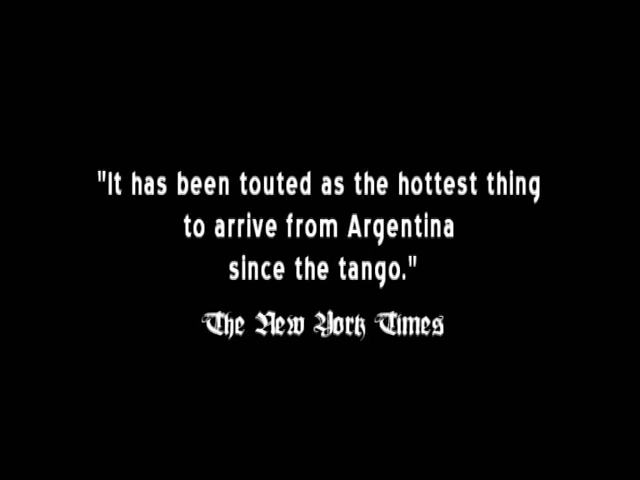 "It has been touted as the hottest thing
to arrive from Argentina
since the tango."
The New York Times